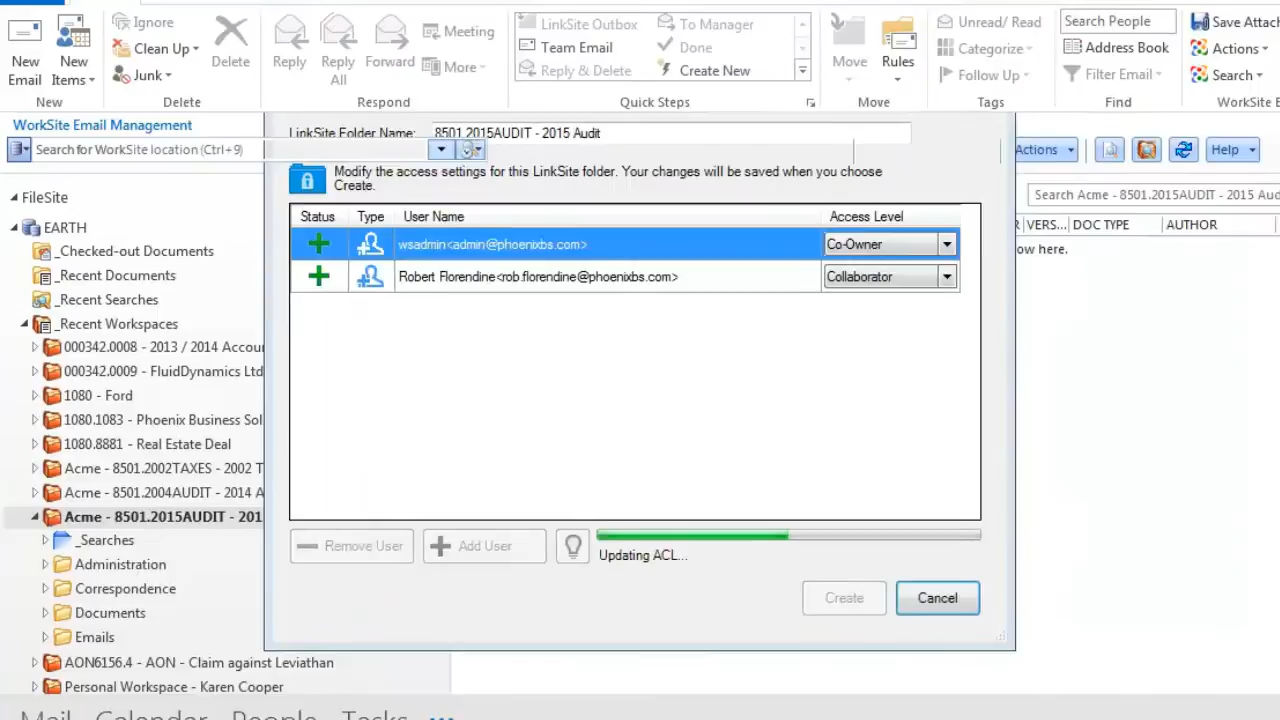 Ignore
LinkSite Outbox
To Manager
Search People
Save Attach
Meeting
Clean Up
Team Email
Done
Unread/ Read
Address Book
Actions
New Email
New Items
Junk
Delete
Reply
Reply All
Forward
More
Reply & Delete
Create New
Move
Rules
Categorize
Follow Up
Filter Email
Search
New
Delete
Respond
Quick Steps
Move
Tags
Find
WorkSite E
WorkSite Email Management
LinkSite Folder Name:
8501.2015AUDIT - 2015 Audit
Search for WorkSite location (Ctrl+9)
Actions
Help
Modify the access settings for this LinkSite folder. Your changes will be saved when you choose
Create.
Search Acme - 8501.2015AUDIT - 2015 Aud
Status
Type
User Name
Access Level
VERS...
DOC TYPE
AUTHOR
wsadmin<admin@phoenixbs.com>
Co-Owner
ow here.
Robert Florendine<rob.florendine@phoenixbs.com>
Collaborator
FileSite
EARTH
_Checked-out Documents
_Recent Documents
_Recent Searches
_Recent Workspaces
000342.0008 - 2013 / 2014 Accou
000342.0009 - FluidDynamics Ltd
1080 - Ford
1080.1083 - Phoenix Business Sol
1080.8881 - Real Estate Deal
Acme - 8501.2002TAXES - 2002 T
Acme - 8501.2004AUDIT - 2014 A
Acme - 8501.2015AUDIT - 201
_Searches
Administration
Correspondence
Documents
Emails
AON6156.4 - AON - Claim against Leviathan
Personal Workspace - Karen Cooper
Remove User
Add User
Updating ACL...
Create
Cancel
Mail
Calendar
People
Tasks